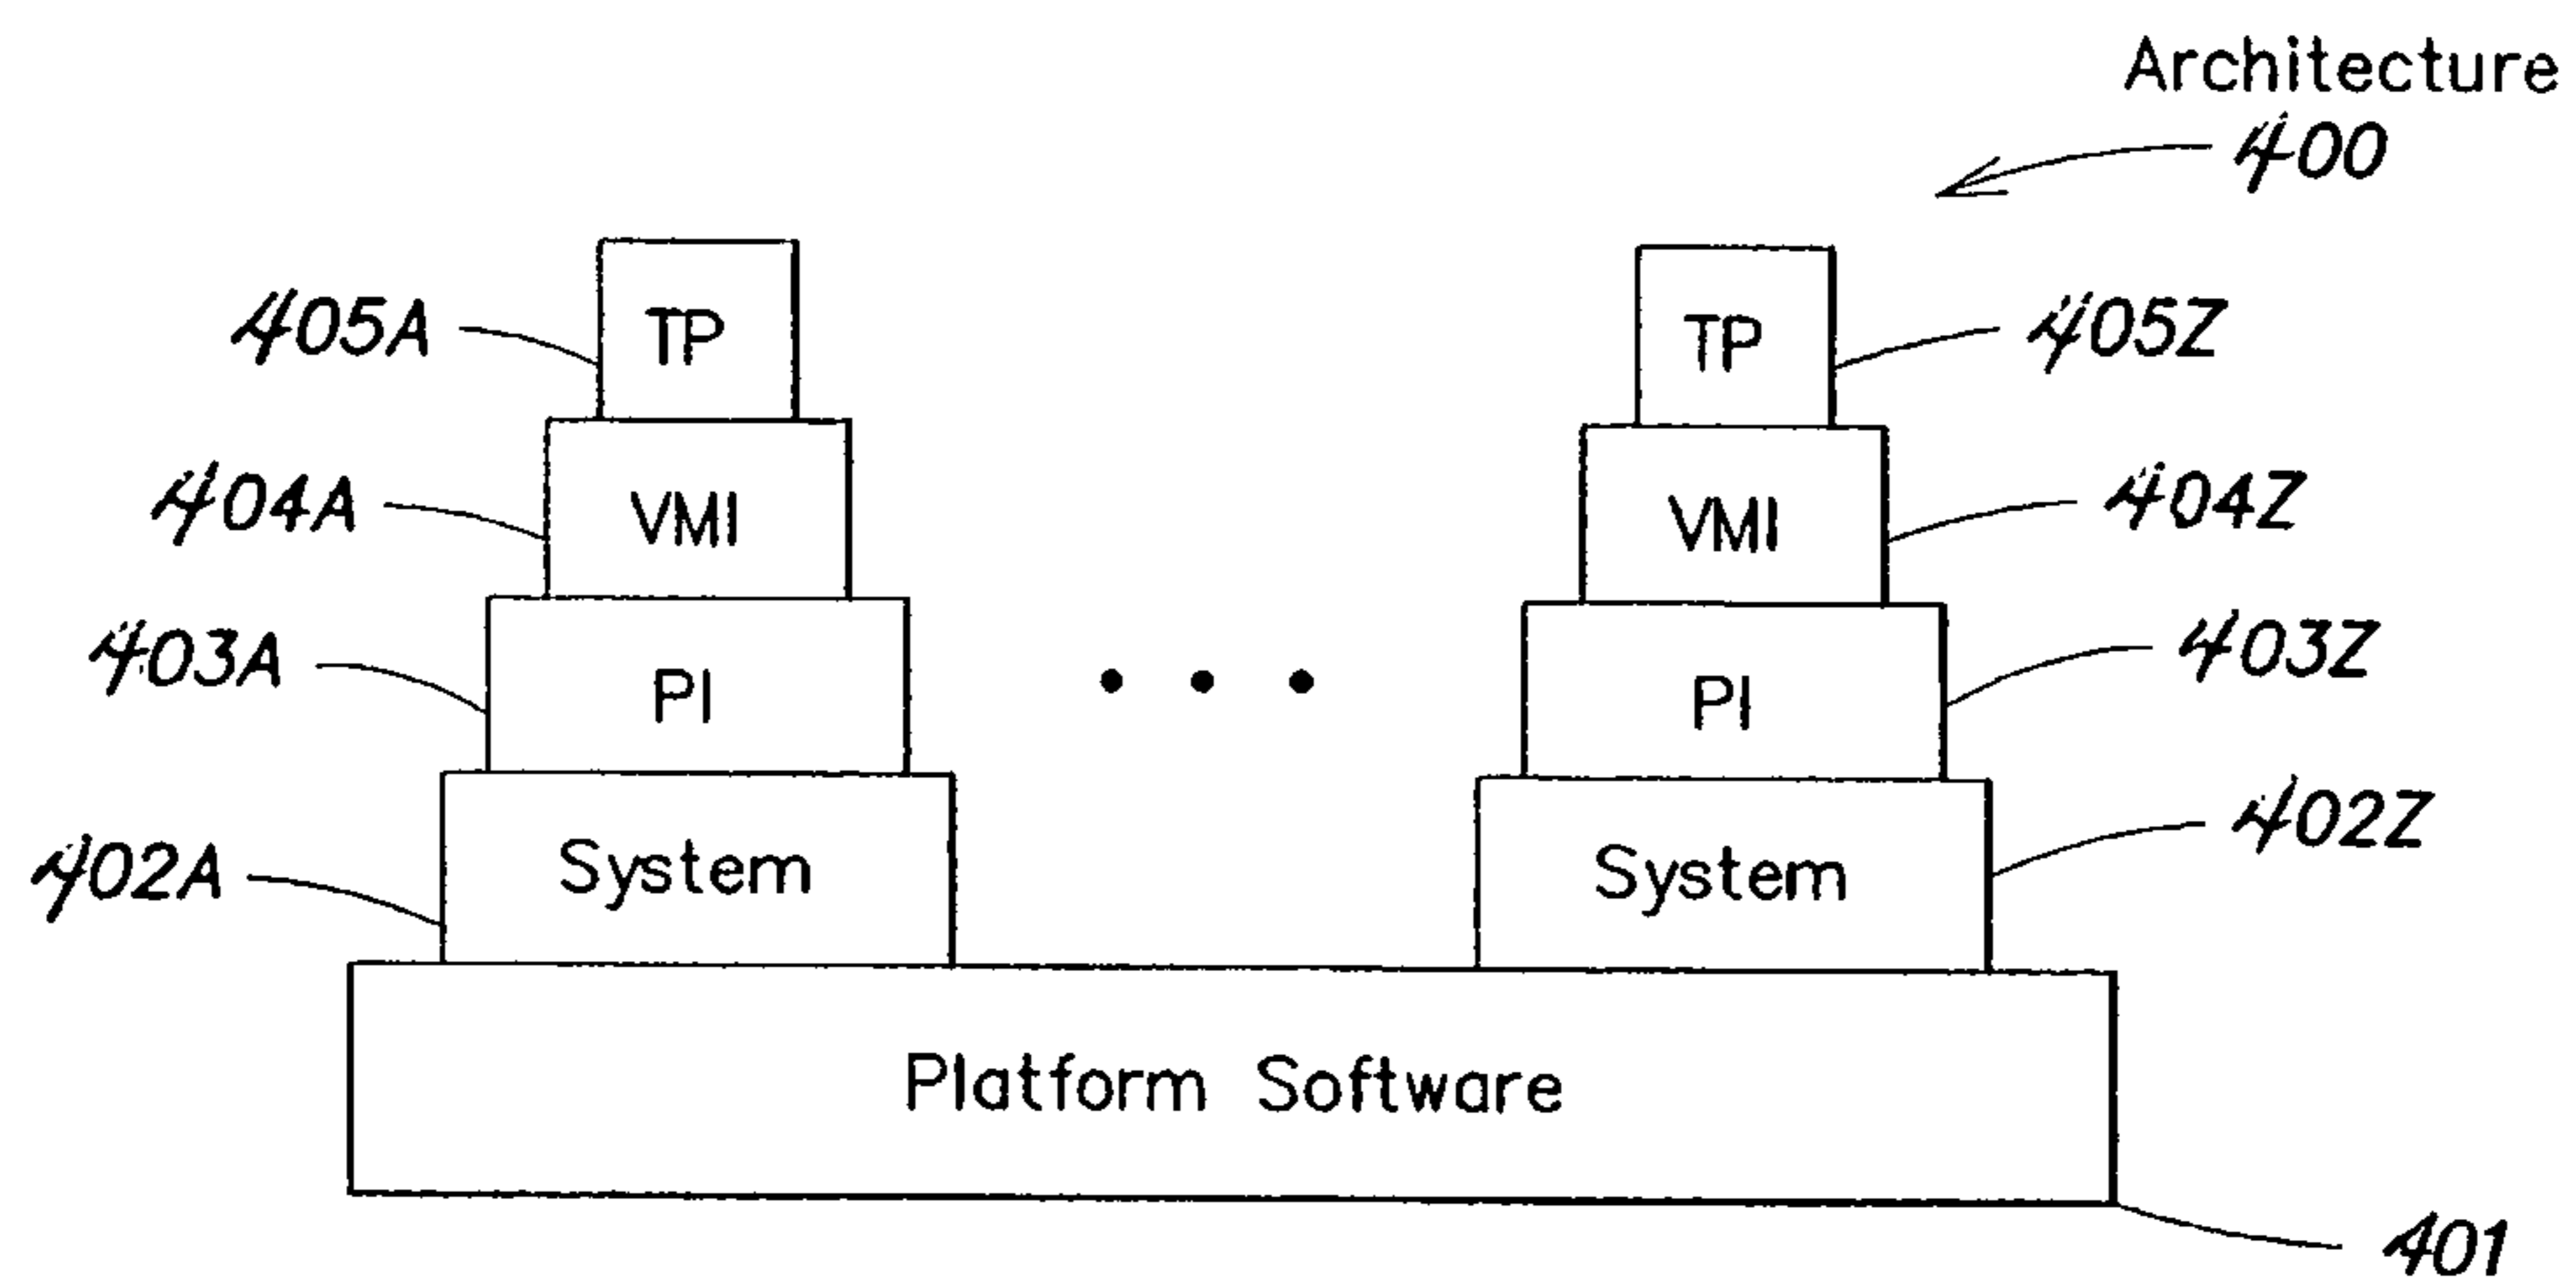 Architecture
400
405A TP TP 405Z
404A VMI VMI 404Z
403A PI PI 403Z
402A System System 402Z
Platform Software
401